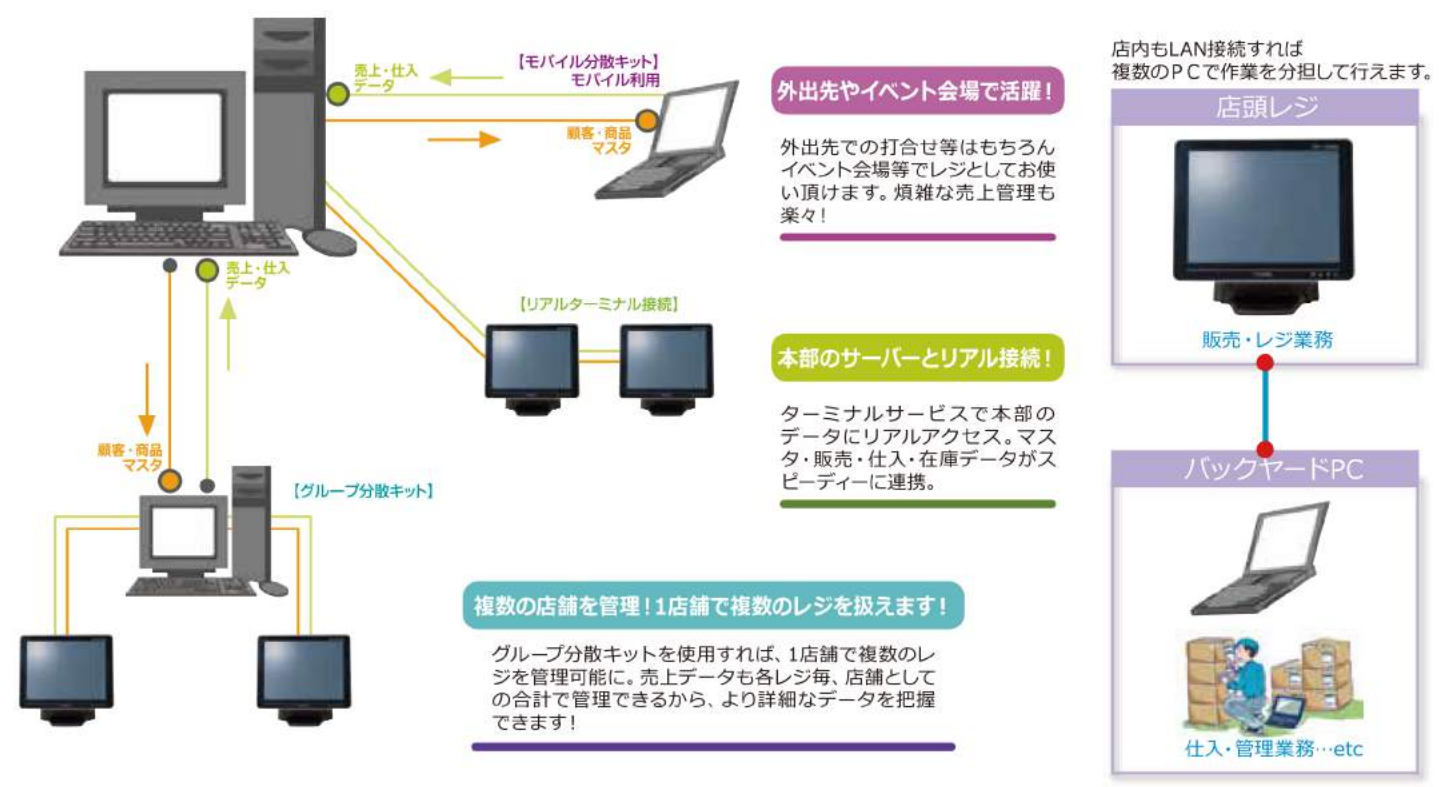 売上・仕入
データ
【モバイル分散キット】
モバイル利用
顧客・商品
マスタ
外出先やイベント会場で活躍！
外出先での打合せ等はもちろん
イベント会場等でレジとしてお使
い頂けます。煩雑な売上管理も
楽々！
売上・仕入
データ
【リアルターミナル接続】
本部のサーバーとリアル接続！
ターミナルサービスで本部の
データにリアルアクセス。マス
タ・販売・仕入・在庫データがス
ピーディーに連携。
顧客・商品
マスタ
【グループ分散キット】
複数の店舗を管理！1店舗で複数のレジを扱えます！
グループ分散キットを使用すれば、1店舗で複数のレ
ジを管理可能に。売上データも各レジ毎、店舗として
の合計で管理できるから、より詳細なデータを把握
できます！
店内もLAN接続すれば
複数のＰＣで作業を分担して行えます。
店頭レジ
販売・レジ業務
バックヤードPC
仕入・管理業務…etc